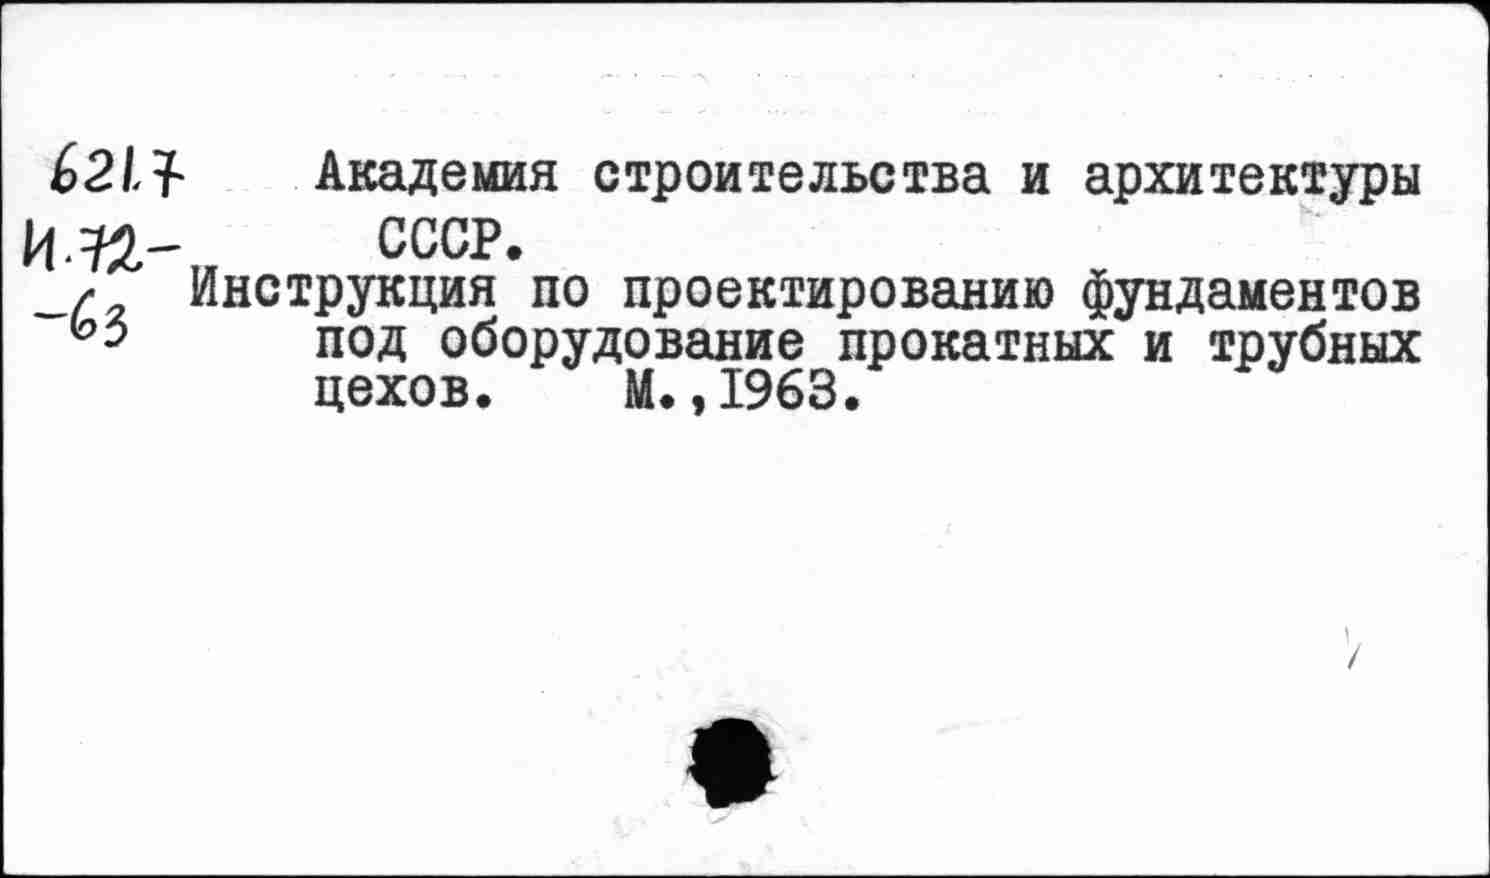 621.7 Академия строительства и архитектуры
И.72- СССР.
Инструкция по проектированию фундаментов
-63 под оборудование прокатных и трубных
цехов. М.,1963.